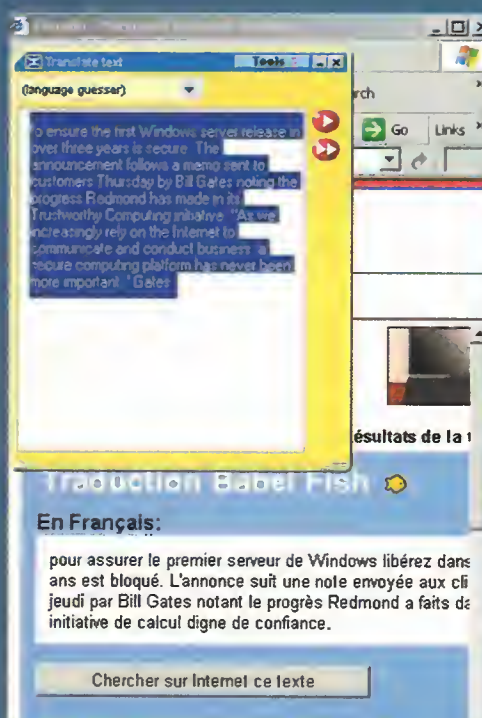 Translate text
Tools
(language guesser)
rch
Go Links
o ensure the first Windows server release in
over three years is secure. The
announcement follows a memo sent to
customers Thursday by Bill Gates noting the
progress Redmond has made in its
Trustworthy Computing initiative. "As we
increasingly rely on the Internet to
communicate and conduct business, a
secure computing platform has never been
more important," Gates
ésultats de la t
Traduction Babel Fish
En Français:
pour assurer le premier serveur de Windows libérez dans
ans est bloqué. L'annonce suit une note envoyée aux cli
jeudi par Bill Gates notant le progrès Redmond a faits da
initiative de calcul digne de confiance.
Chercher sur Internet ce texte